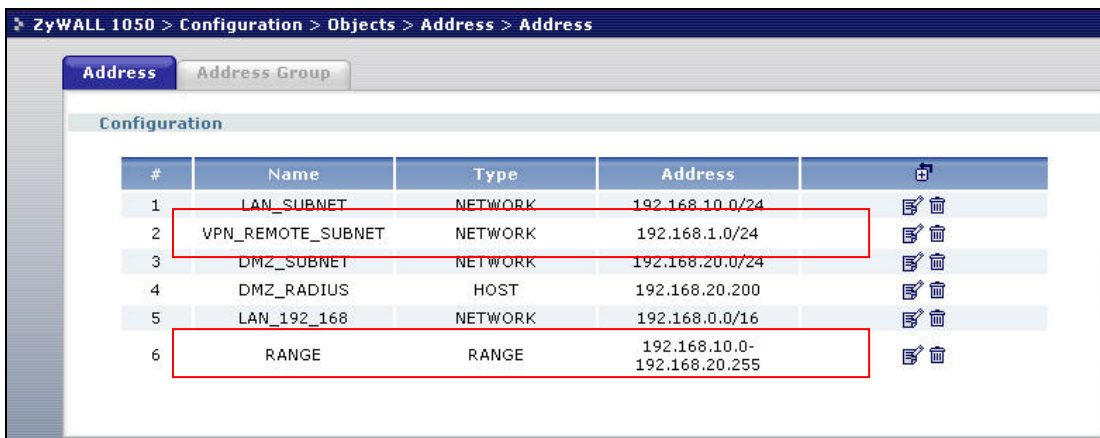 ZyWALL 1050 > Configuration > Objects > Address > Address
Address Address Group
Configuration
# Name Type Address
1 LAN_SUBNET NETWORK 192.168.10.0/24
2 VPN_REMOTE_SUBNET NETWORK 192.168.1.0/24
3 DMZ_SUBNET NETWORK 192.168.20.0/24
4 DMZ_RADIUS HOST 192.168.20.200
5 LAN_192_168 NETWORK 192.168.0.0/16
6 RANGE RANGE 192.168.10.0-
192.168.20.255